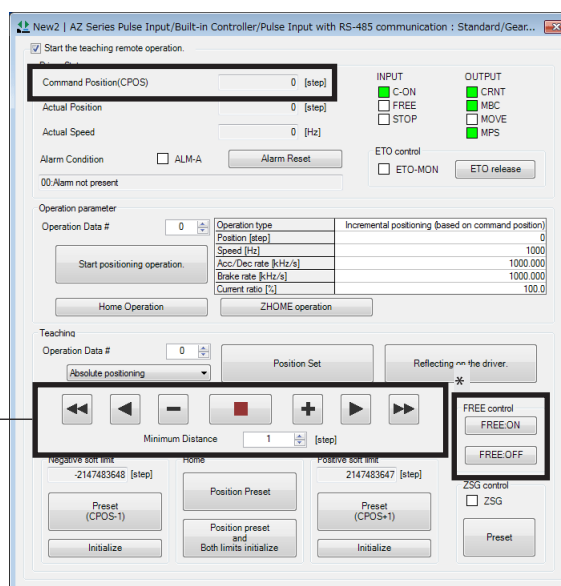 New2 | AZ Series Pulse Input/Built-in Controller/Pulse Input with RS-485 communication : Standard/Gear...
Start the teaching remote operation.
Command Position(CPOS) 0 [step]
Actual Position 0 [step]
Actual Speed 0 [Hz]
Alarm Condition ALM-A Alarm Reset
00:Alarm not present
INPUT OUTPUT
C-ON CRNT
FREE MBC
STOP MOVE
MPS
ETO control
ETO-MON ETO release
Operation parameter
Operation Data # 0
Start positioning operation.
Operation type Incremental positioning (based on command position)
Position [step] 0
Speed [Hz] 1000
Acc/Dec rate [kHz/s] 1000.000
Brake rate [kHz/s] 1000.000
Current ratio [%] 100.0
Home Operation ZHOME operation
Teaching
Operation Data # 0
Absolute positioning
Position Set
Reflecting on the driver.
*
Minimum Distance 1 [step]
FREE control
FREE:ON
FREE:OFF
Negative soft limit
-2147483648 [step]
Preset
(CPOS-1)
Initialize
Home
Position Preset
Position preset
and
Both limits initialize
Positive soft limit
2147483647 [step]
Preset
(CPOS+1)
Initialize
ZSG control
ZSG
Preset